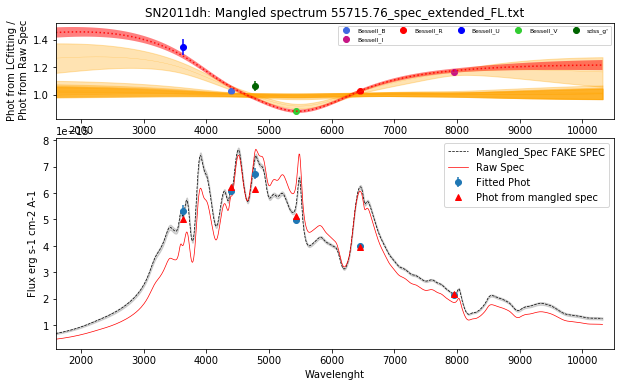 SN2011dh: Mangled spectrum 55715.76_spec_extended_FL.txt
Phot from LCfitting /
Phot from Raw Spec
1.4
1.2
1.0
Bessell_B
Bessell_R
Bessell_U
Bessell_V
sdss_g'
Bessell_I
2000 3000 4000 5000 6000 7000 8000 9000 10000
Flux erg s-1 cm-2 A-1
8
7
6
5
4
3
2
1
Mangled_Spec FAKE SPEC
Raw Spec
Fitted Phot
Phot from mangled spec
2000 3000 4000 5000 6000 7000 8000 9000 10000
Wavelenght